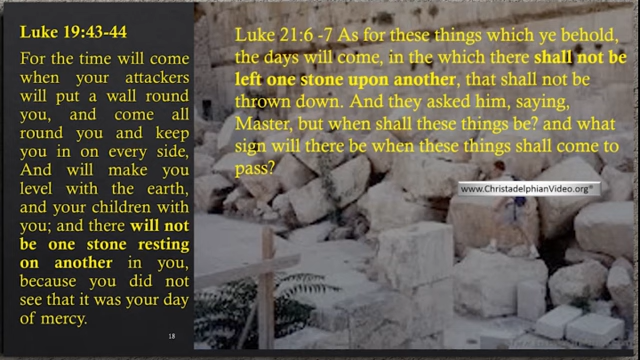 Luke 19:43-44
For the time will come
when your attackers
will put a wall round
you, and come all
round you and keep
you in on every side,
And will make you
level with the earth,
and your children with
you; and there will not
be one stone resting
on another in you,
because you did not
see that it was your day
of mercy.
18
Luke 21:6 -7 As for these things which ye behold,
the days will come, in the which there shall not be
left one stone upon another, that shall not be
thrown down. And they asked him, saying,
Master, but when shall these things be? and what
sign will there be when these things shall come to
pass?
www.ChristadelphianVideo.org®